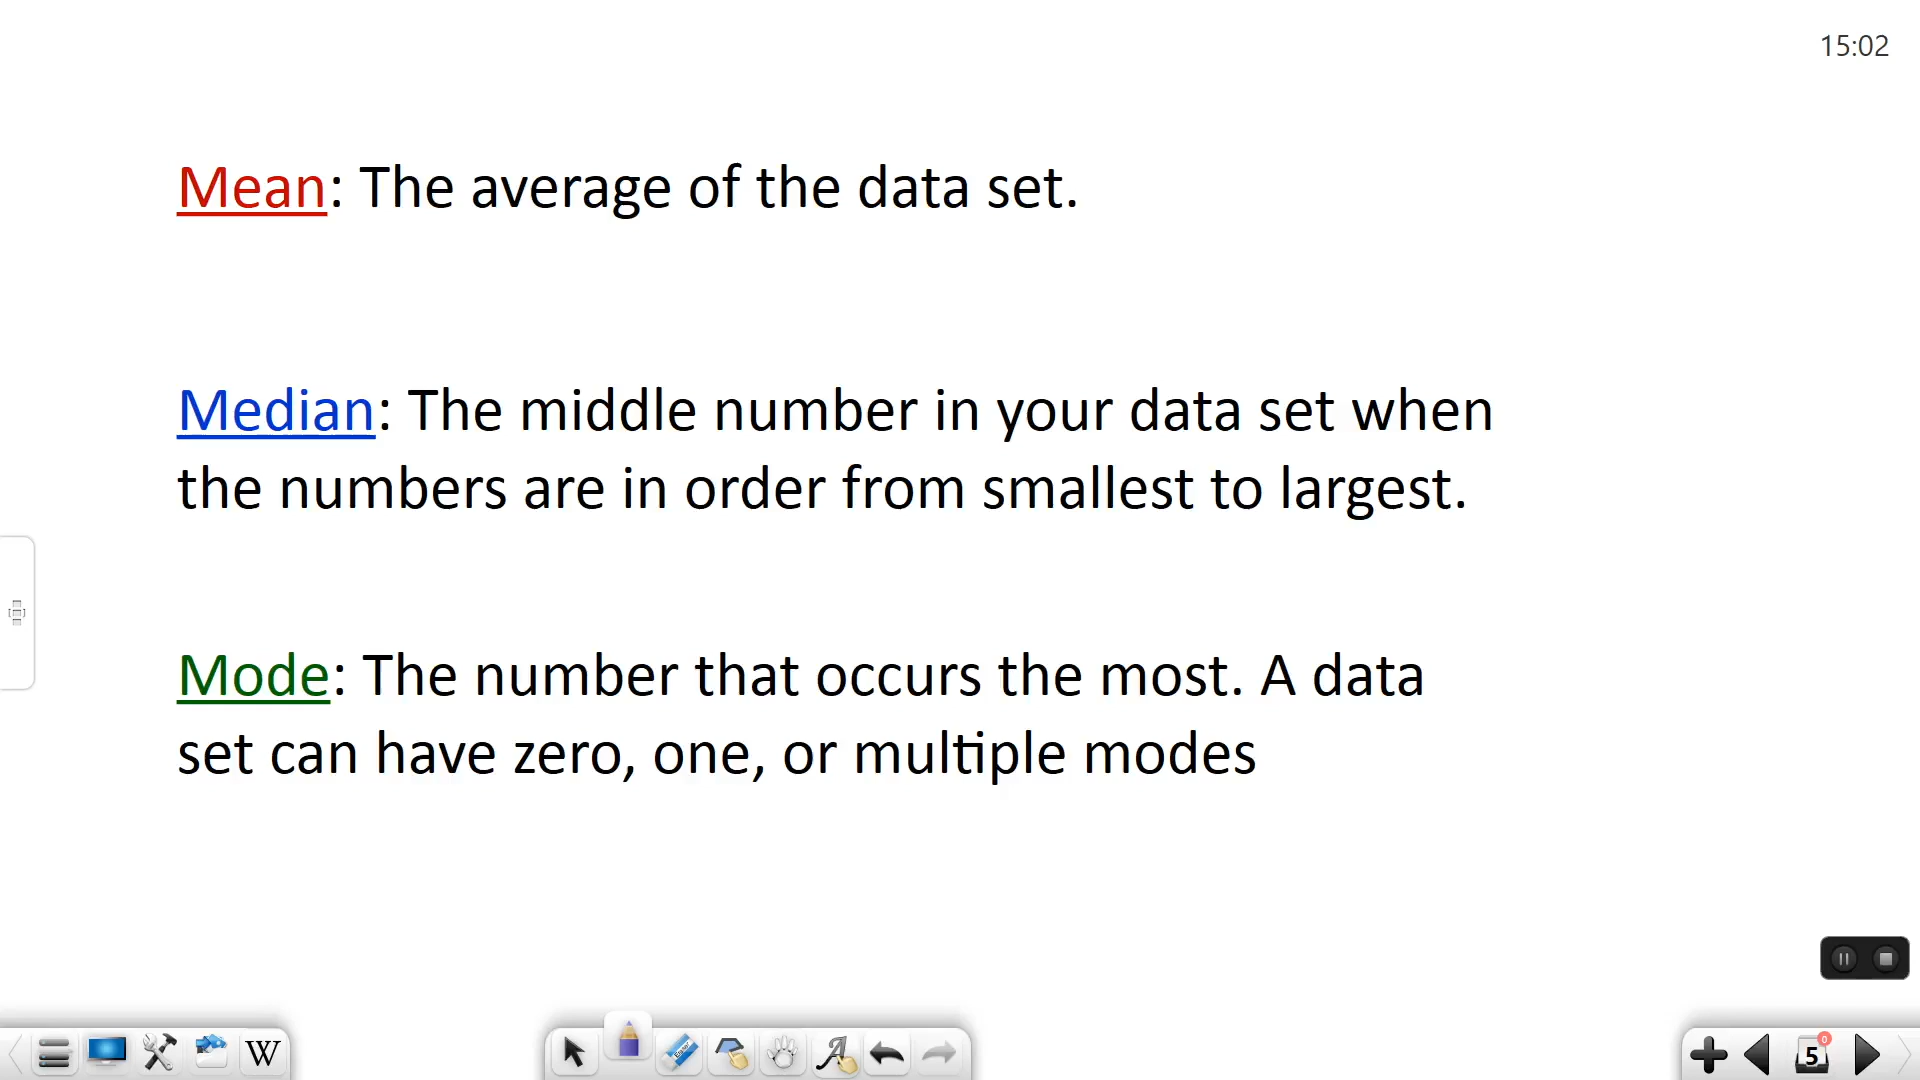 15:02
Mean: The average of the data set.
Median: The middle number in your data set when
the numbers are in order from smallest to largest.
Mode: The number that occurs the most. A data
set can have zero, one, or multiple modes
W
A
5
0